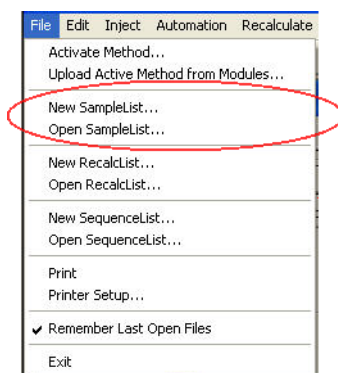 File Edit Inject Automation Recalculate
Activate Method...
Upload Active Method from Modules...
New SampleList...
Open SampleList...
New RecalcList...
Open RecalcList...
New SequenceList...
Open SequenceList...
Print
Printer Setup...
Remember Last Open Files
Exit